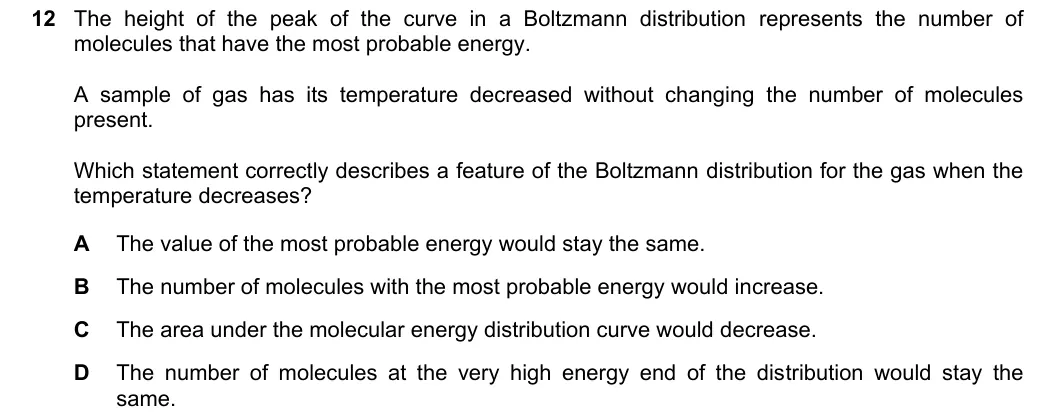 12 The height of the peak of the curve in a Boltzmann distribution represents the number of
molecules that have the most probable energy.
A sample of gas has its temperature decreased without changing the number of molecules
present.
Which statement correctly describes a feature of the Boltzmann distribution for the gas when the
temperature decreases?
A The value of the most probable energy would stay the same.
B The number of molecules with the most probable energy would increase.
C The area under the molecular energy distribution curve would decrease.
D The number of molecules at the very high energy end of the distribution would stay the
same.